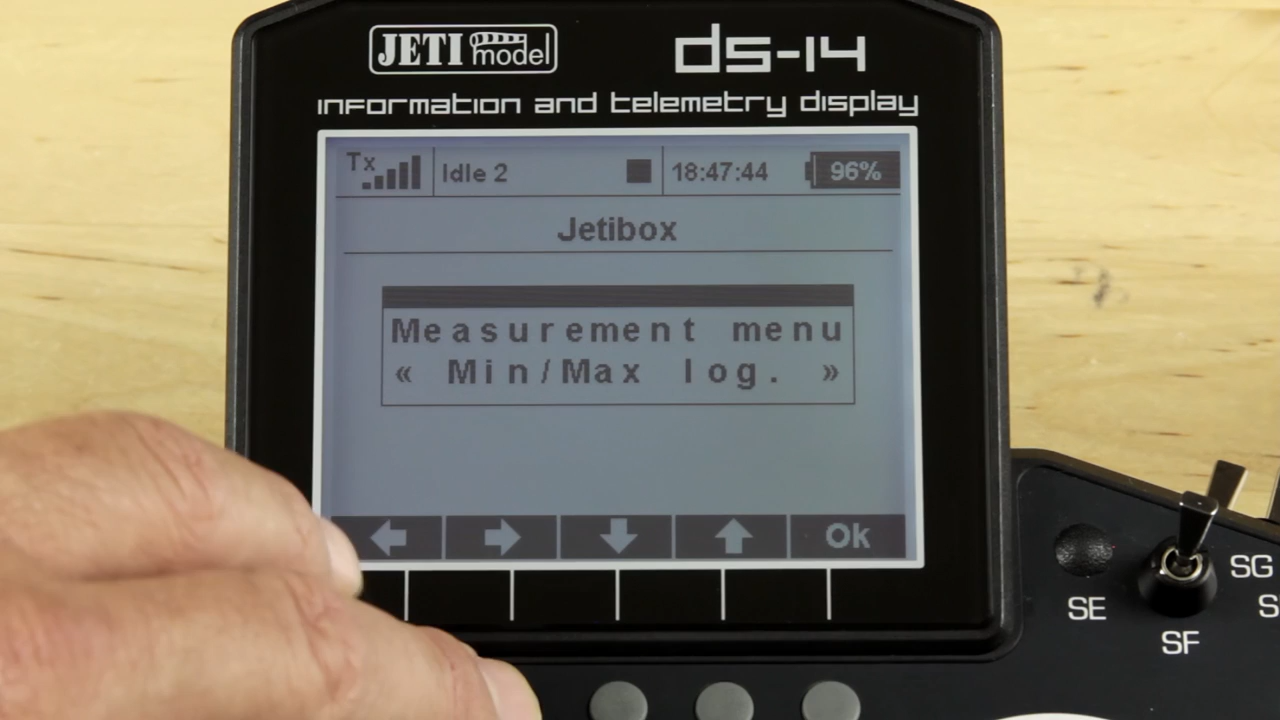 JETI model
DS-14
information and telemetry display
Tx Idle 2 18:47:44 96%
Jetibox
Measurement menu
« Min/Max log. »
Ok
SG
SE
SF